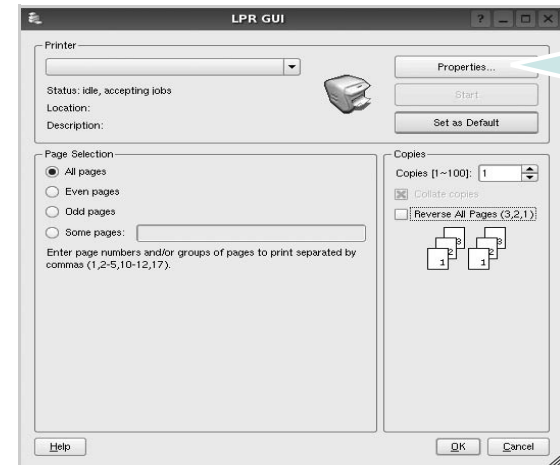 LPR GUI
Printer
Properties...
Status: idle, accepting jobs
Start
Location:
Description:
Set as Default
Page Selection
All pages
Even pages
Odd pages
Some pages:
Enter page numbers and/or groups of pages to print separated by
commas (1,2-5,10-12,17).
Copies
Copies [1~100]: 1
Collate copies
Reverse All Pages (3,2,1)
3 3
2 2
1 1
Help
OK
Cancel